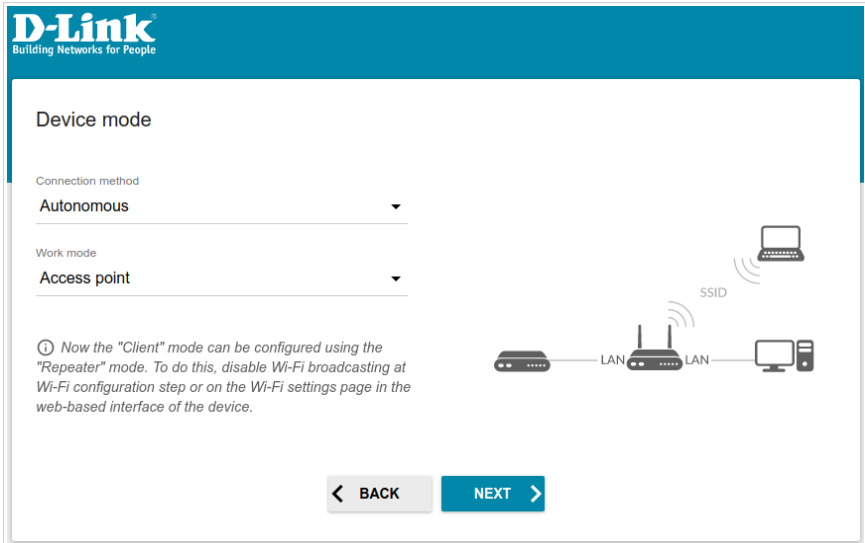 D-Link
Building Networks for People
Device mode
Connection method
Autonomous
Work mode
Access point
Now the "Client" mode can be configured using the
"Repeater" mode. To do this, disable Wi-Fi broadcasting at
Wi-Fi configuration step or on the Wi-Fi settings page in the
web-based interface of the device.
SSID
LAN
LAN
BACK
NEXT